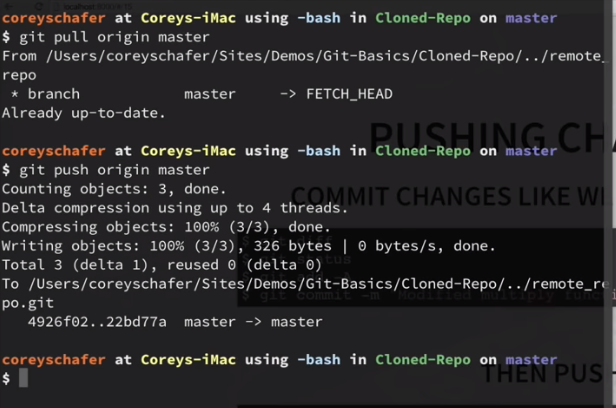 coreyschafer at Coreys-iMac using -bash in Cloned-Repo on master
$ git pull origin master
From /Users/coreyschafer/Sites/Demos/Git-Basics/Cloned-Repo/../remote_
repo
 * branch            master     -> FETCH_HEAD
Already up-to-date.
coreyschafer at Coreys-iMac using -bash in Cloned-Repo on master
$ git push origin master
Counting objects: 3, done.
Delta compression using up to 4 threads.
Compressing objects: 100% (3/3), done.
Writing objects: 100% (3/3), 326 bytes | 0 bytes/s, done.
Total 3 (delta 1), reused 0 (delta 0)
To /Users/coreyschafer/Sites/Demos/Git-Basics/Cloned-Repo/../remote_re
po.git
   4926f02..22bd77a  master -> master
coreyschafer at Coreys-iMac using -bash in Cloned-Repo on master
$
PUSHING
COMMIT CHANGES LIKE
$ git commit -m "Modified multiply
THEN